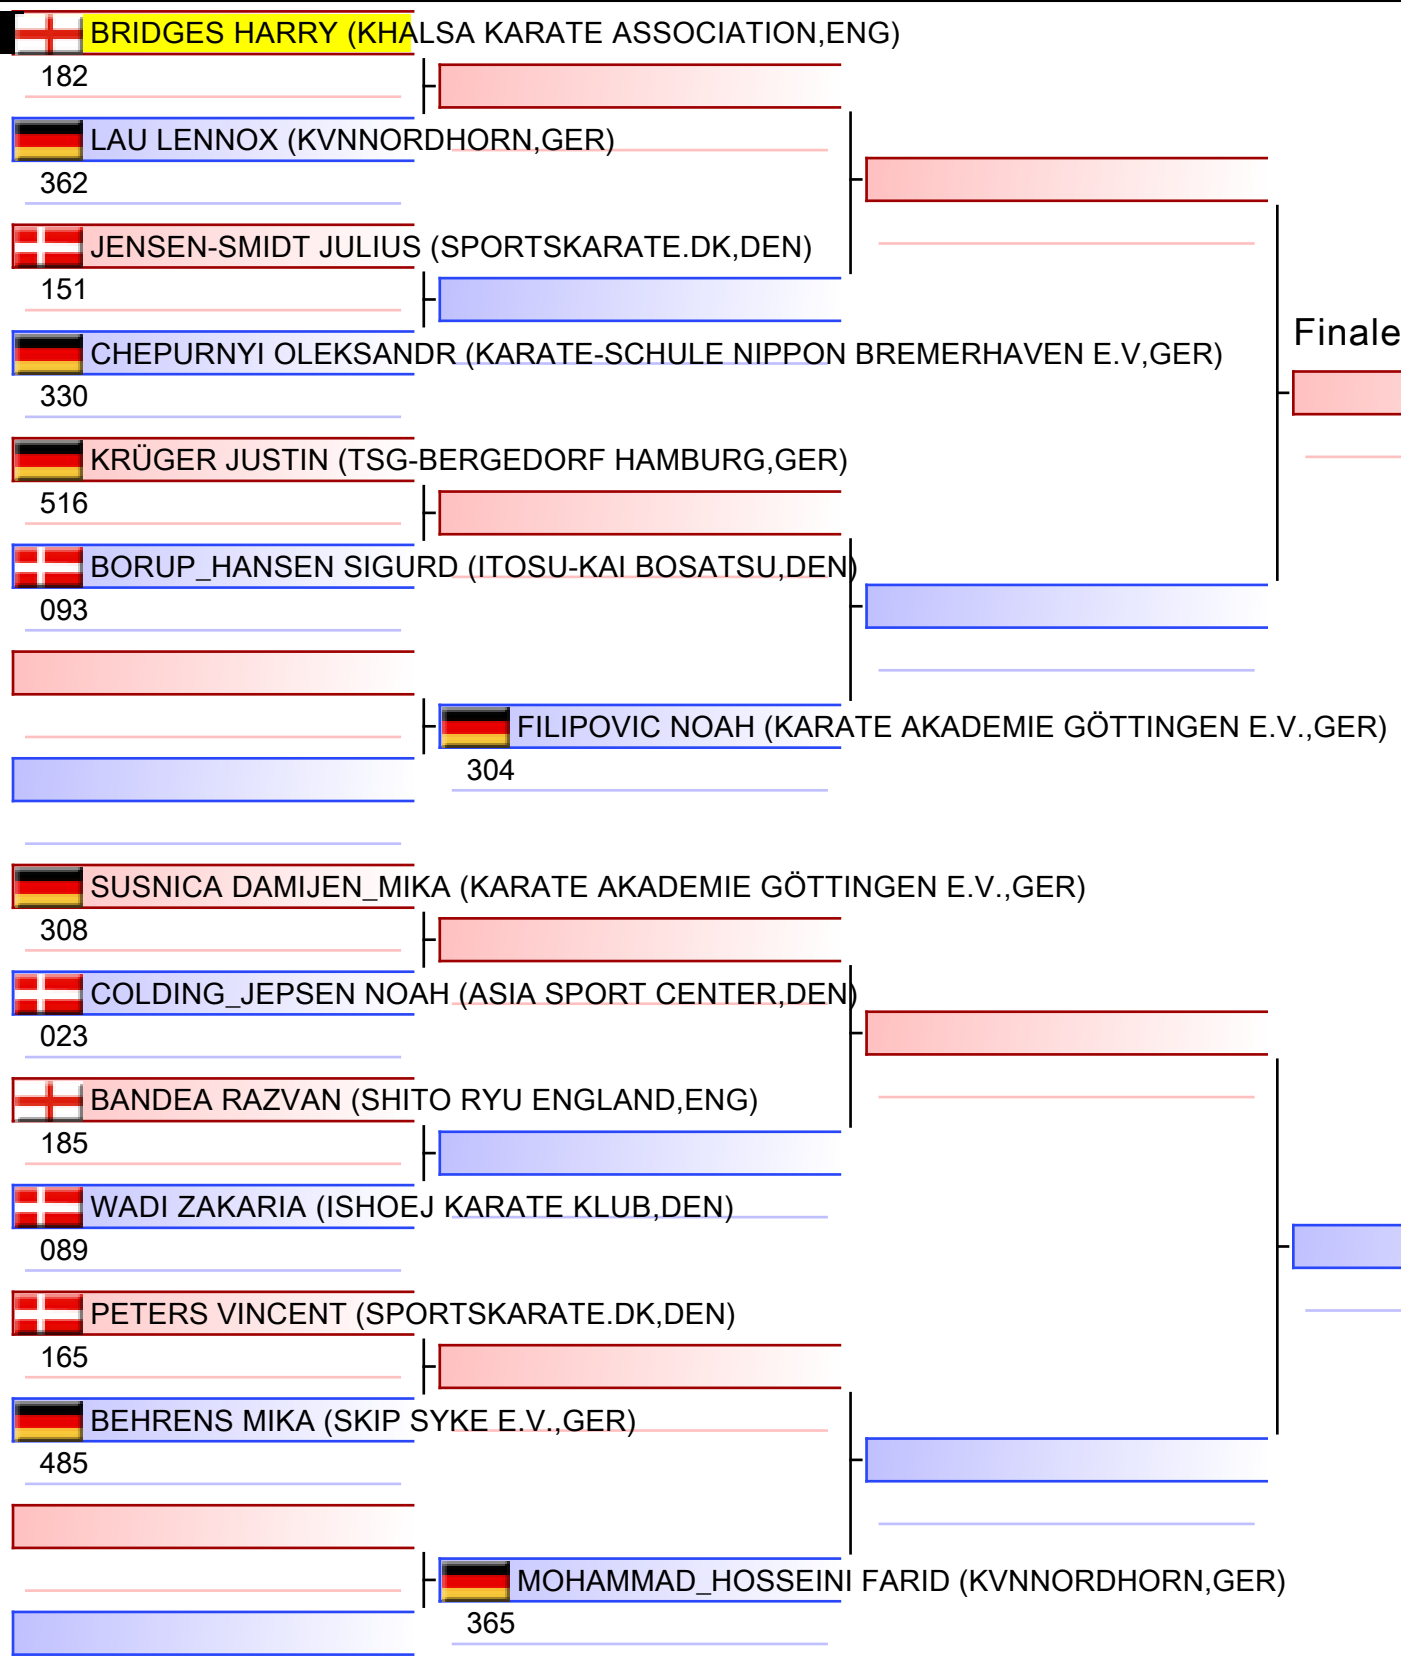 BRIDGES HARRY (KHALSA KARATE ASSOCIATION,ENG)
182
LAU LENNOX (KVNNORDHORN,GER)
362
JENSEN-SMIDT JULIUS (SPORTSKARATE.DK,DEN)
151
Finale
CHEPURNYI OLEKSANDR (KARATE-SCHULE NIPPON BREMERHAVEN E.V,GER)
330
KRÜGER JUSTIN (TSG-BERGEDORF HAMBURG,GER)
516
BORUP_HANSEN SIGURD (ITOSU-KAI BOSATSU,DEN)
093
FILIPOVIC NOAH (KARATE AKADEMIE GÖTTINGEN E.V.,GER)
304
SUSNICA DAMIJEN_MIKA (KARATE AKADEMIE GÖTTINGEN E.V.,GER)
308
COLDING_JEPSEN NOAH (ASIA SPORT CENTER,DEN)
023
BANDEA RAZVAN (SHITO RYU ENGLAND,ENG)
185
WADI ZAKARIA (ISHOEJ KARATE KLUB,DEN)
089
PETERS VINCENT (SPORTSKARATE.DK,DEN)
165
BEHRENS MIKA (SKIP SYKE E.V.,GER)
485
MOHAMMAD_HOSSEINI FARID (KVNNORDHORN,GER)
365